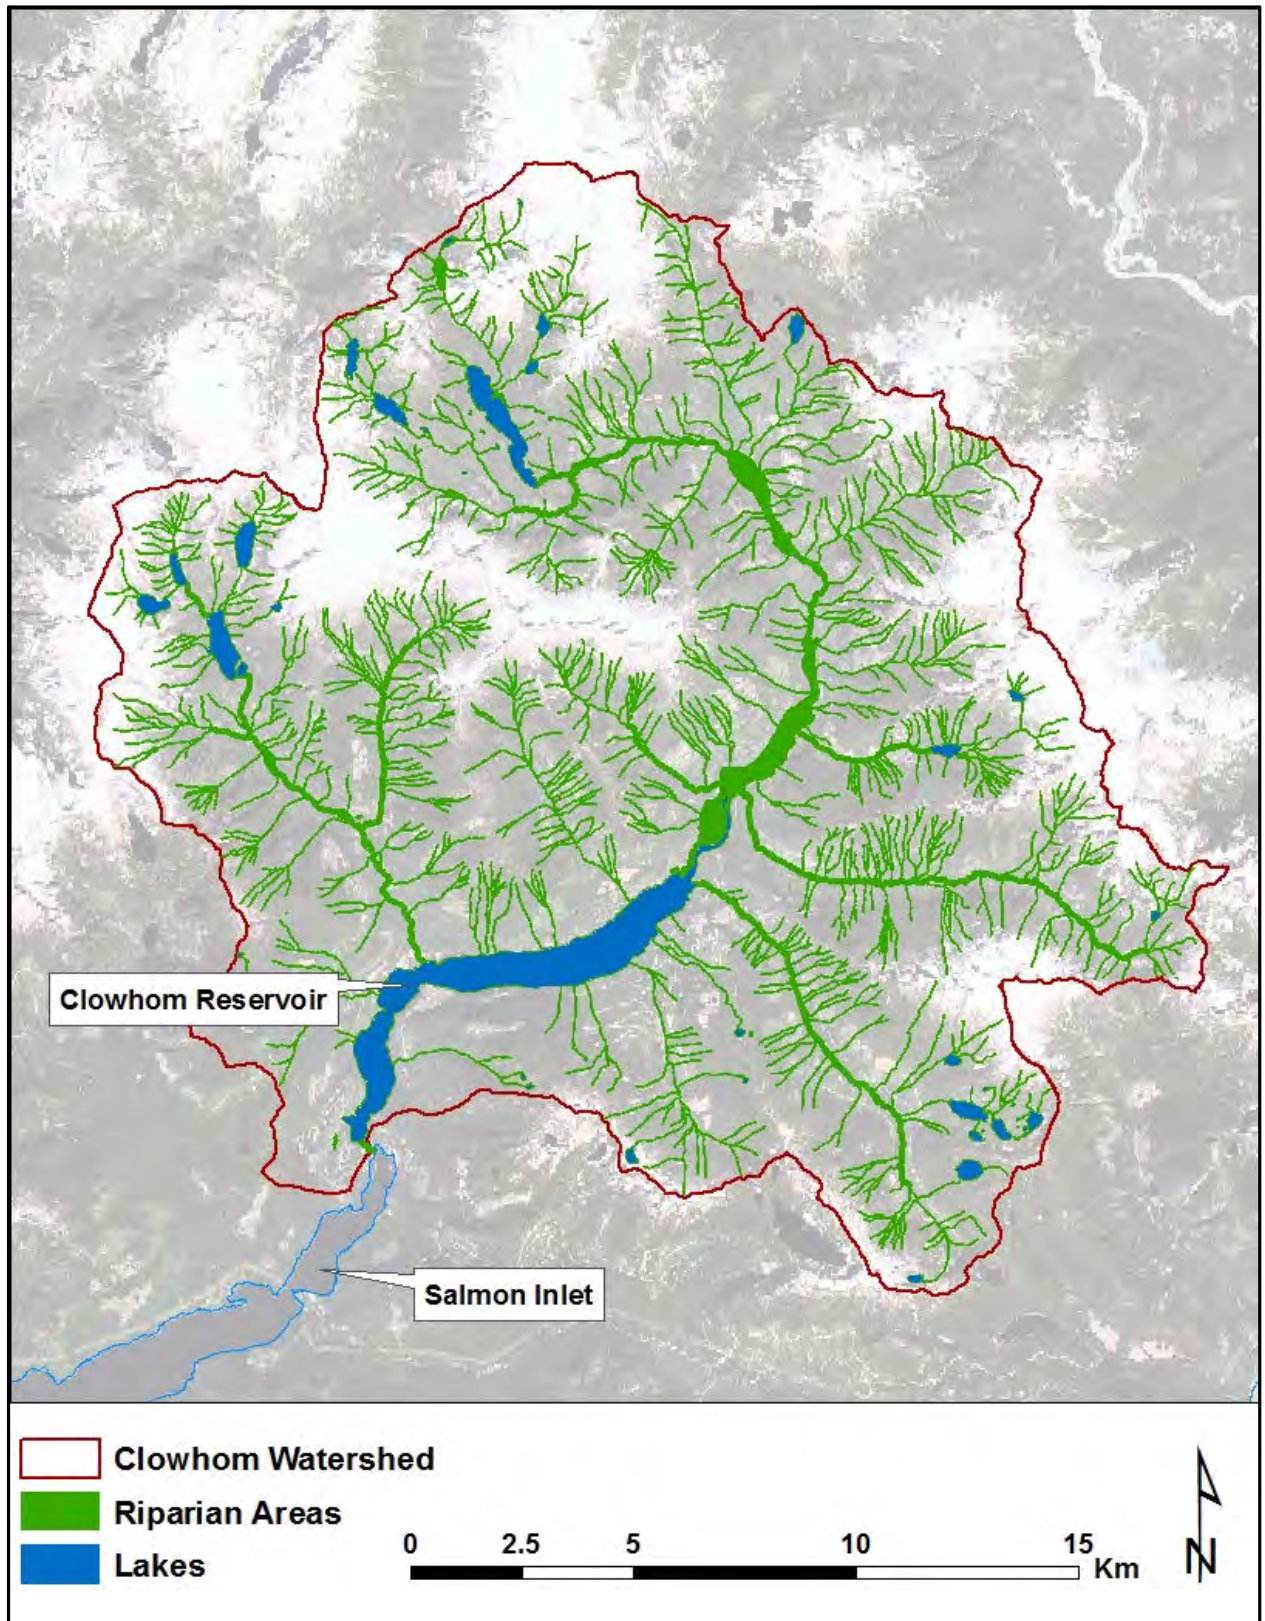 Clowhom Reservoir
Salmon Inlet
Clowhom Watershed
Riparian Areas
Lakes
0 2.5 5 10 15
Km
N